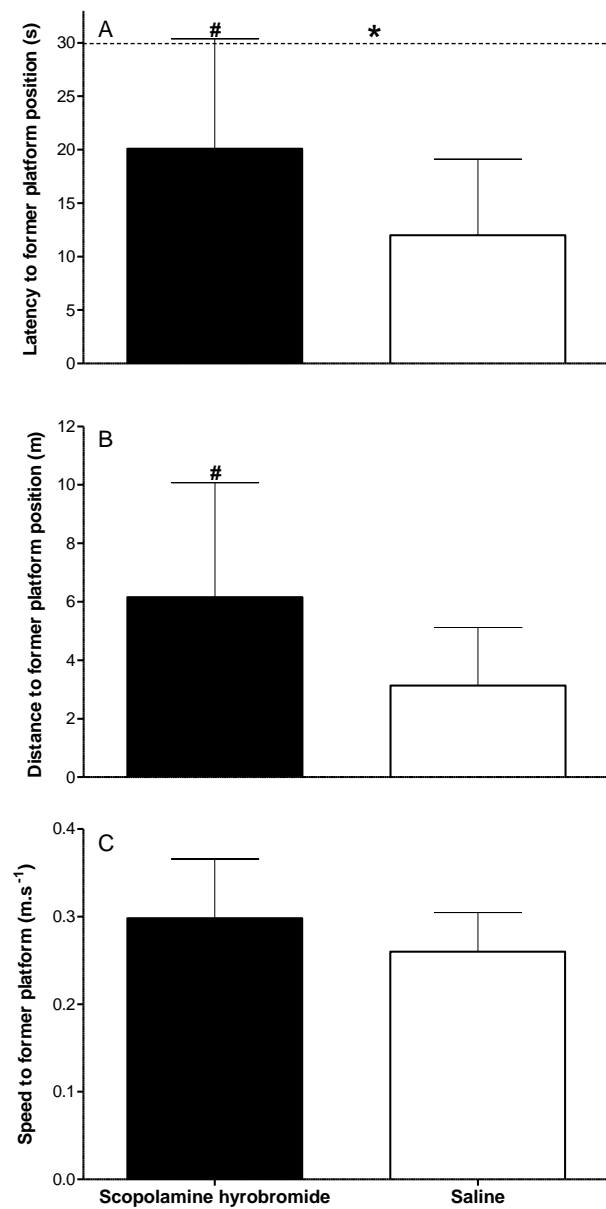 A
#
*
Latency to former platform position (s)
30
25
20
15
10
5
0
B
#
Distance to former platform position (m)
12
10
8
6
4
2
0
C
Speed to former platform (m.s⁻¹)
0.4
0.3
0.2
0.1
0.0
Scopolamine hyrobromide
Saline